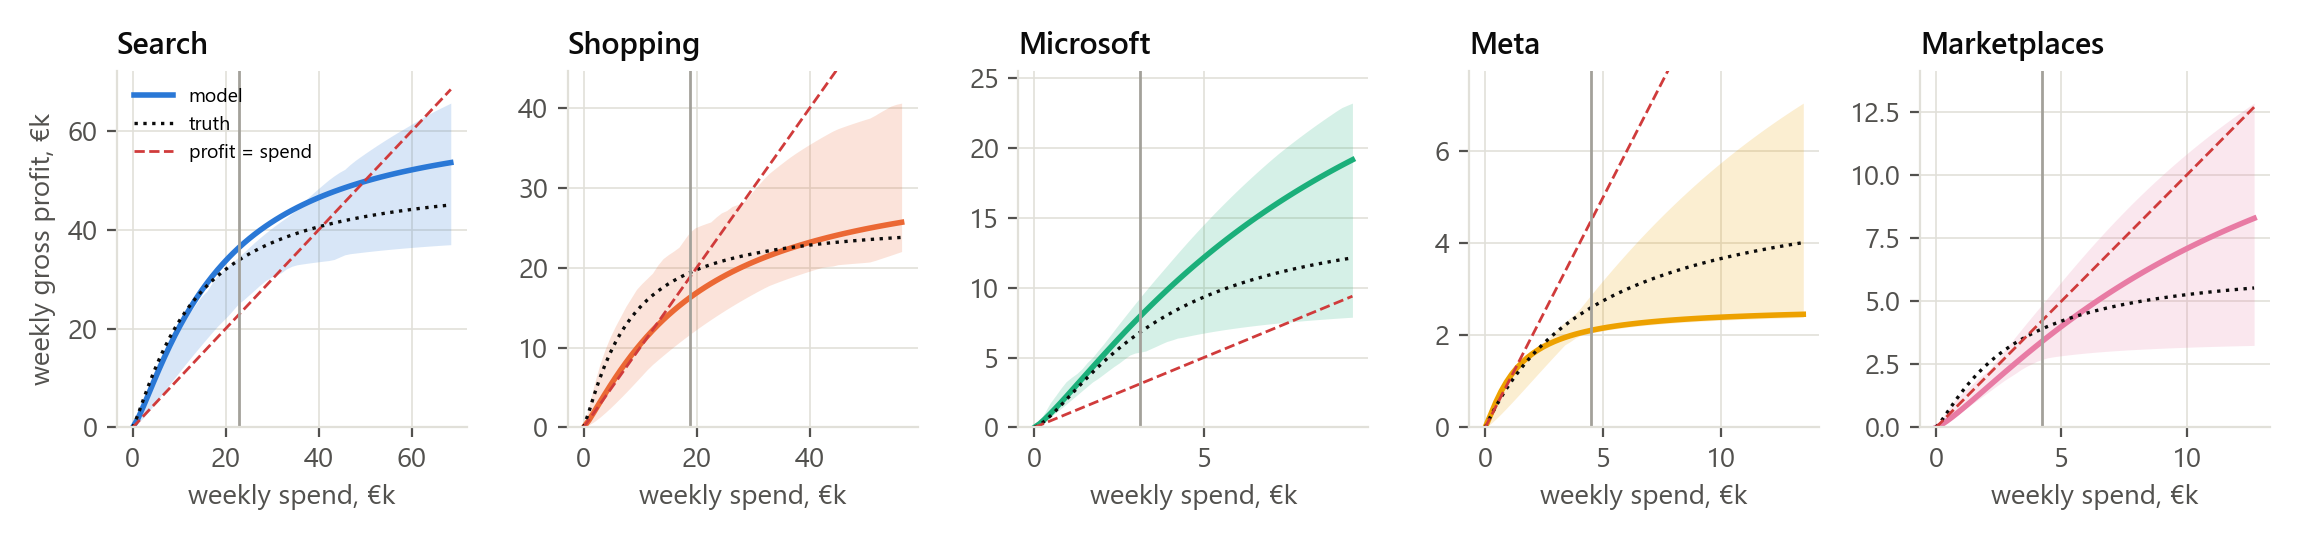 Search
Shopping
Microsoft
Meta
Marketplaces
model
truth
profit = spend
weekly gross profit, €k
60
40
20
0
0
20
40
60
weekly spend, €k
40
30
20
10
0
0
20
40
weekly spend, €k
25
20
15
10
5
0
0
5
weekly spend, €k
6
4
2
0
0
5
10
weekly spend, €k
12.5
10.0
7.5
5.0
2.5
0.0
0
5
10
weekly spend, €k